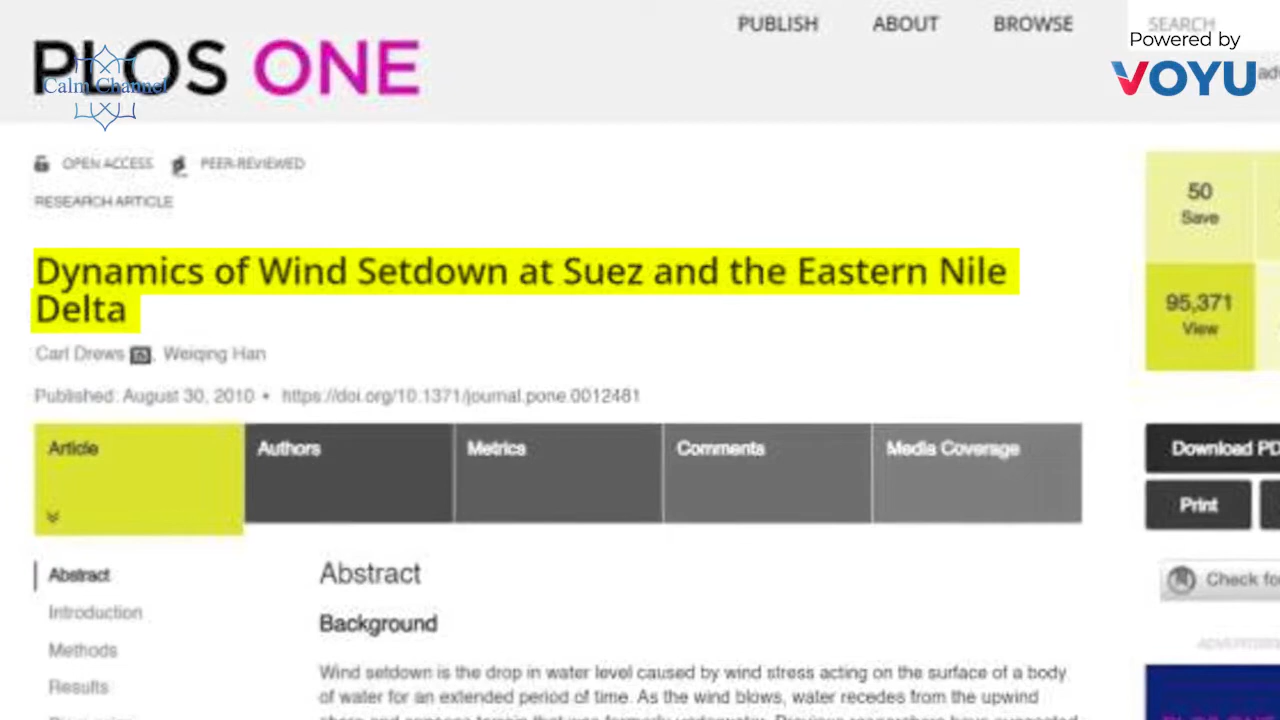 PUBLISH ABOUT BROWSE SEARCH
Powered by
VOYU
PLOS ONE
Calm Channel
OPEN ACCESS PEER-REVIEWED
RESEARCH ARTICLE
50
Save
Dynamics of Wind Setdown at Suez and the Eastern Nile
Delta
95,371
View
Carl Drews, Weiqing Han
Published: August 30, 2010 • https://doi.org/10.1371/journal.pone.0012481
Article Authors Metrics Comments Media Coverage
Download PD
Print
Abstract
Introduction
Methods
Results
Abstract
Background
Wind setdown is the drop in water level caused by wind stress acting on the surface of a body
of water for an extended period of time. As the wind blows, water recedes from the upwind
Check fo